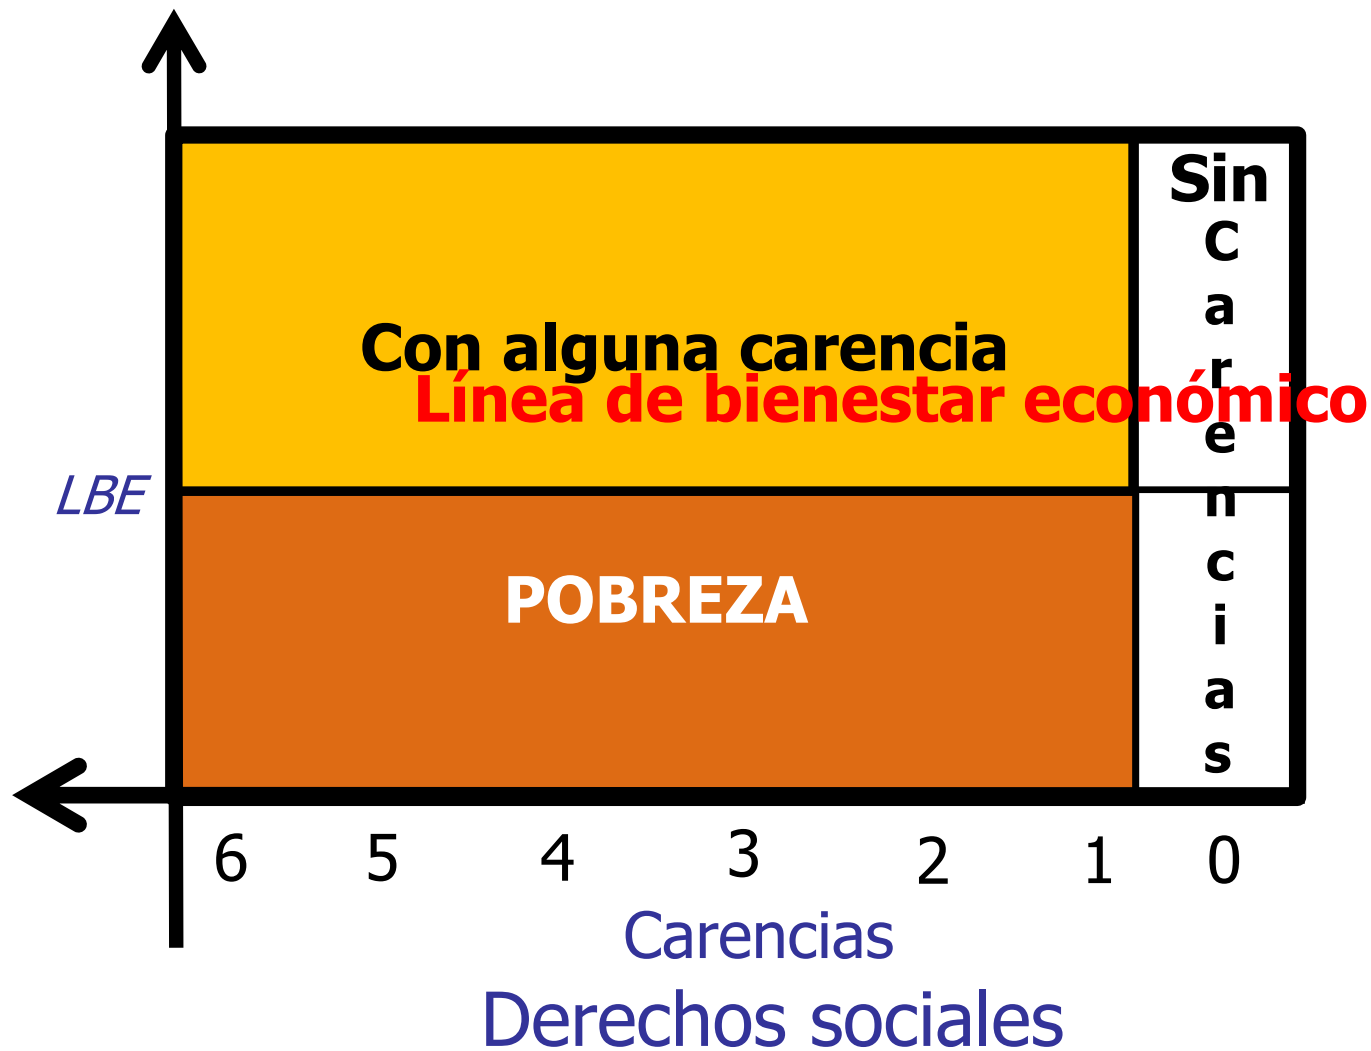 Sin
C
a
r
e
n
c
i
a
s
Con alguna carencia
Línea de bienestar económico
LBE
POBREZA
6 5 4 3 2 1 0
Carencias
Derechos sociales